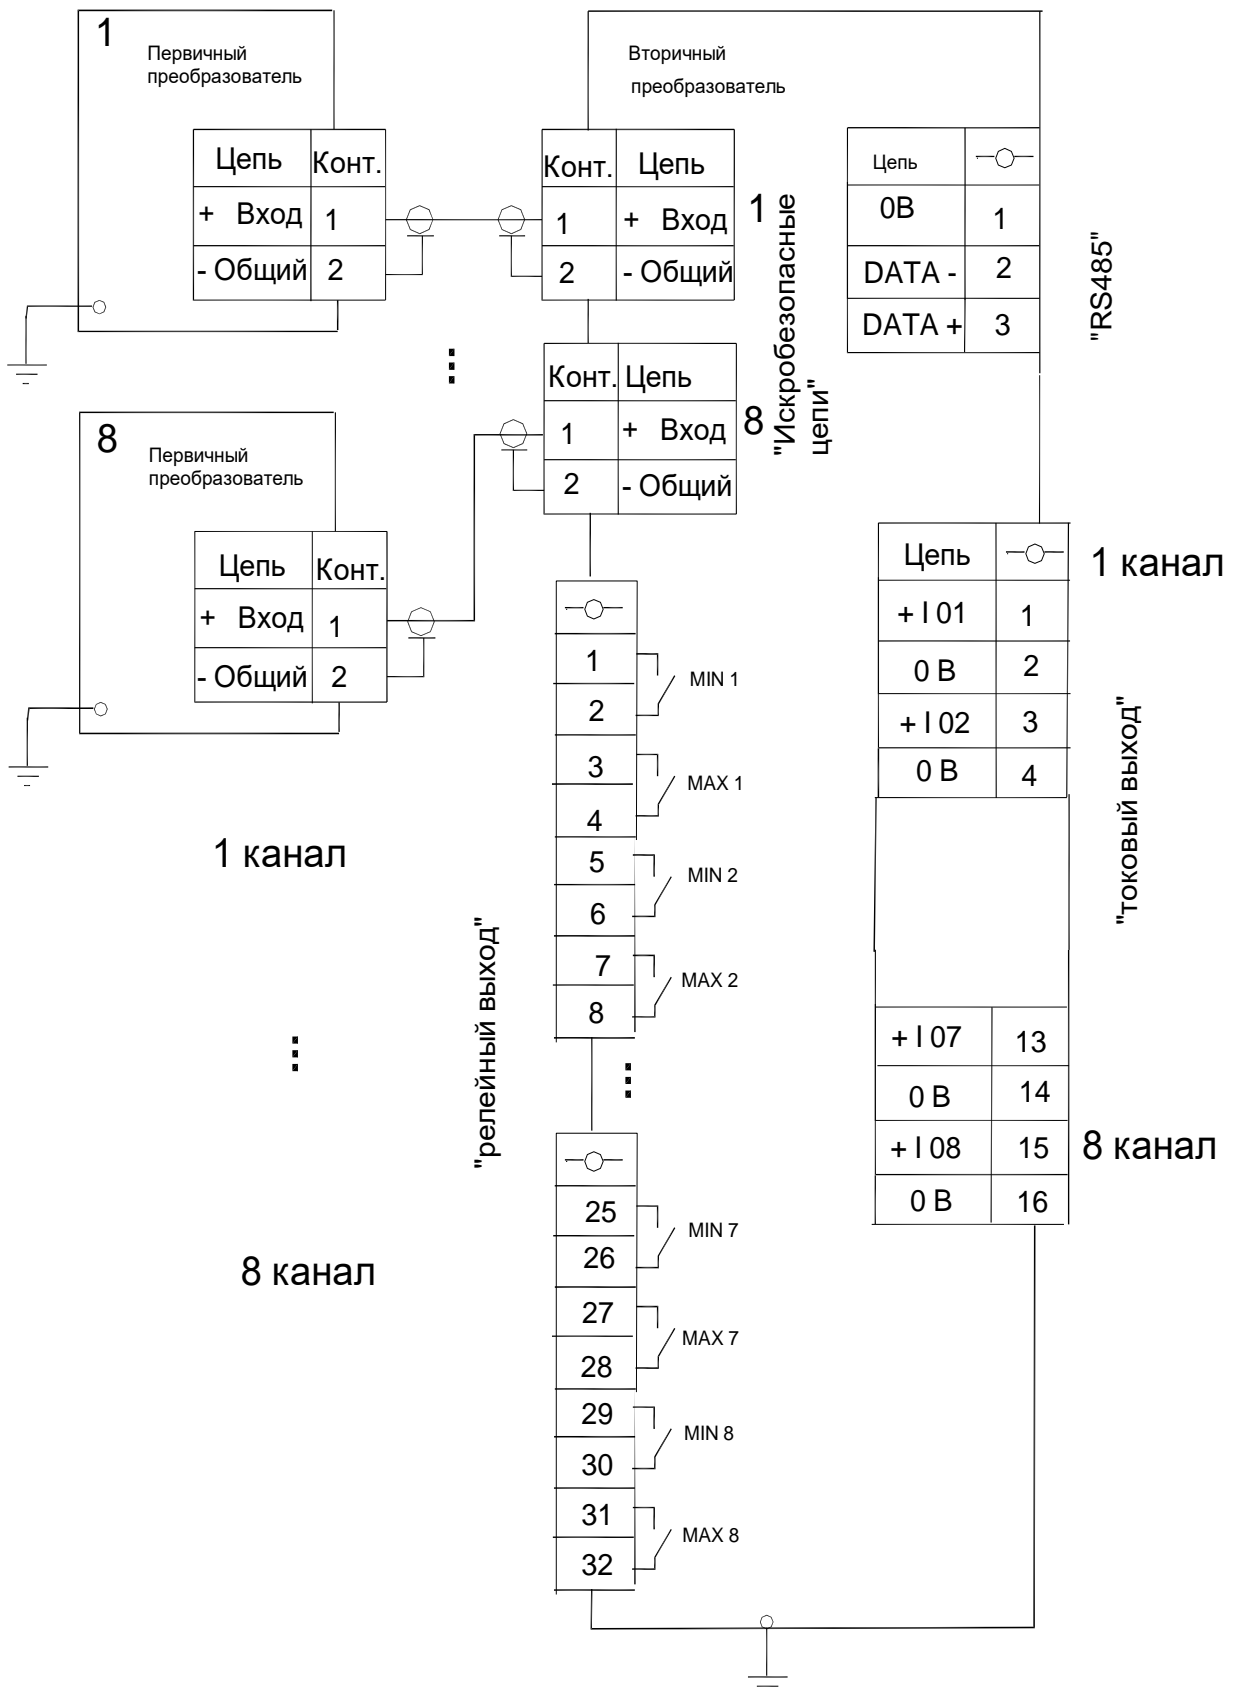 1
Первичный
преобразователь
Цепь Конт.
+ Вход 1
- Общий 2
Вторичный
преобразователь
Конт. Цепь
1 + Вход
2 - Общий
1
"Искробезопасные
цепи"
Цепь
0В 1
DATA - 2
DATA + 3
"RS485"
8
Первичный
преобразователь
Цепь Конт.
+ Вход 1
- Общий 2
Конт. Цепь
1 + Вход
2 - Общий
8
1 канал
8 канал
"релейный выход"
1
2
MIN 1
3
4
MAX 1
5
6
MIN 2
7
8
MAX 2
25
26
MIN 7
27
28
MAX 7
29
30
MIN 8
31
32
MAX 8
Цепь
1 канал
+ I 01 1
0 В 2
+ I 02 3
0 В 4
"токовый выход"
+ I 07 13
0 В 14
+ I 08 15
8 канал
0 В 16